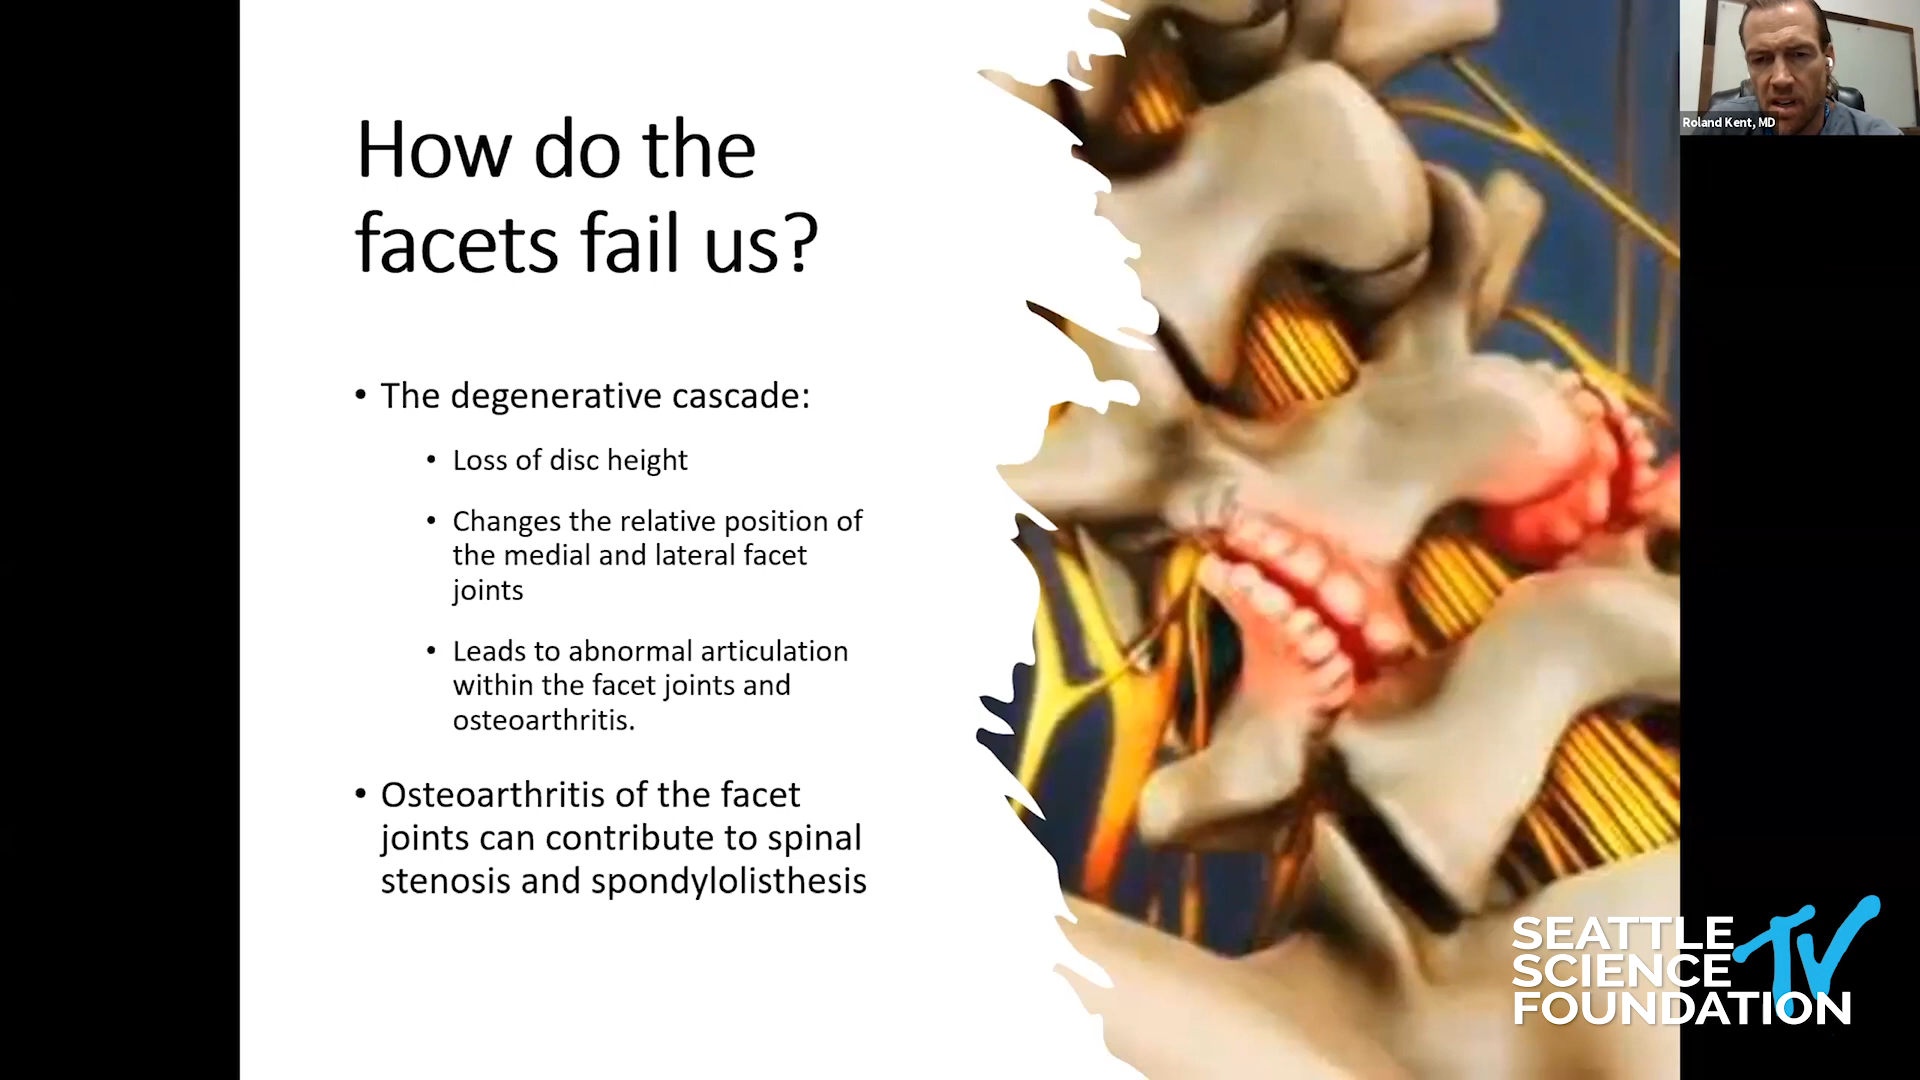 How do the
facets fail us?
• The degenerative cascade:
• Loss of disc height
• Changes the relative position of
the medial and lateral facet
joints
• Leads to abnormal articulation
within the facet joints and
osteoarthritis.
• Osteoarthritis of the facet
joints can contribute to spinal
stenosis and spondylolisthesis
Roland Kent, MD
SEATTLE
SCIENCE
FOUNDATION
TV